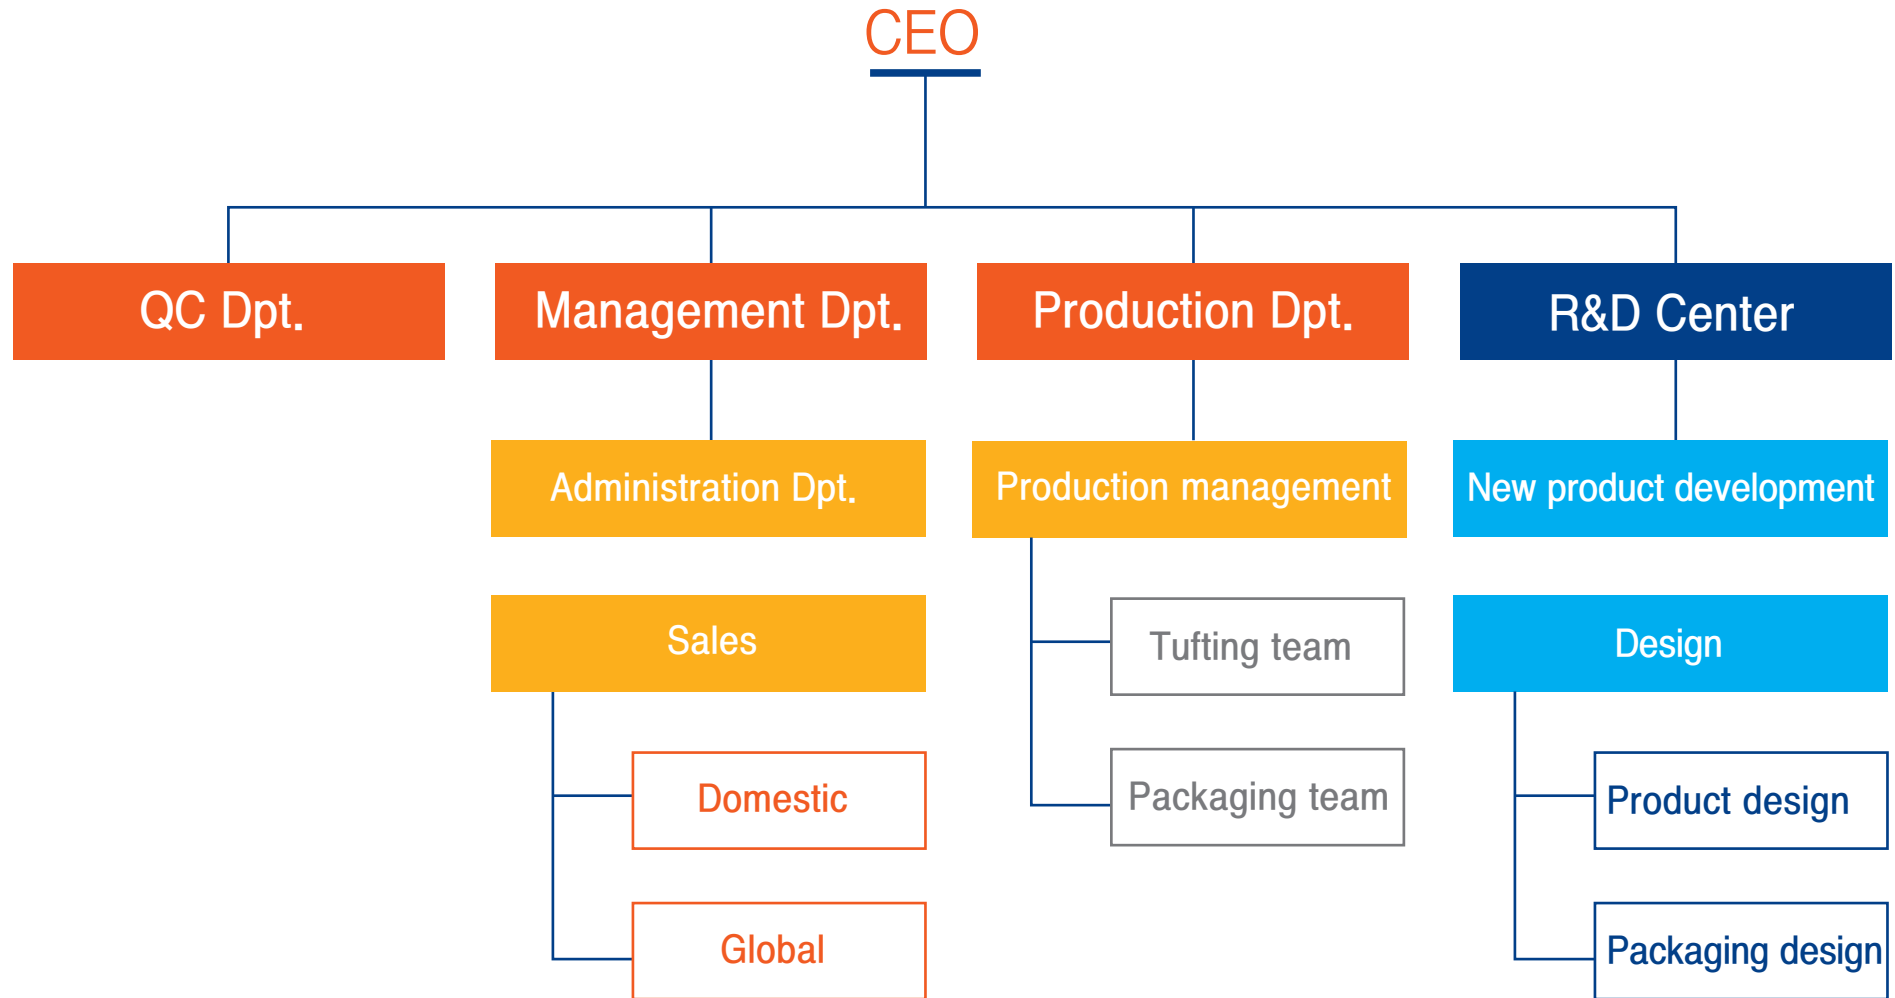 CEO
QC Dpt.
Management Dpt.
Production Dpt.
R&D Center
Administration Dpt.
Production management
New product development
Sales
Tufting team
Design
Domestic
Packaging team
Product design
Global
Packaging design